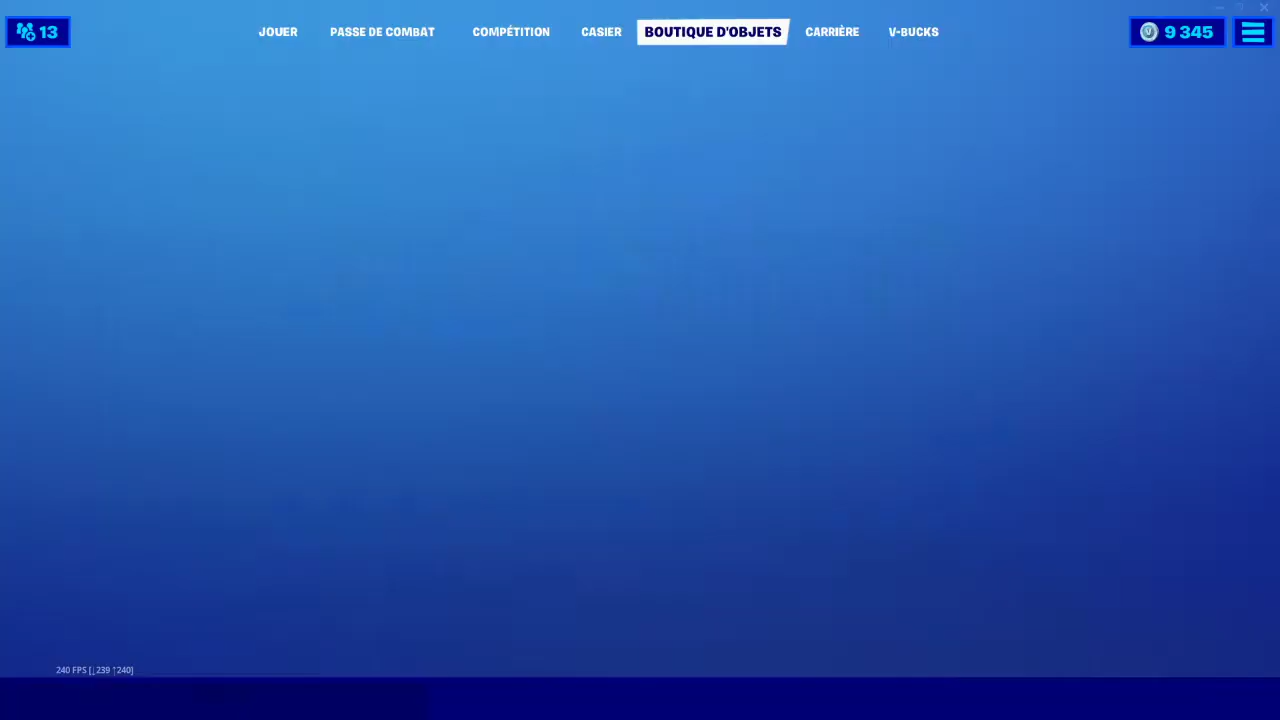 13
JOUER
PASSE DE COMBAT
COMPÉTITION
CASIER
BOUTIQUE D'OBJETS
CARRIÈRE
V-BUCKS
9 345
240 FPS [↓239 ↑240]